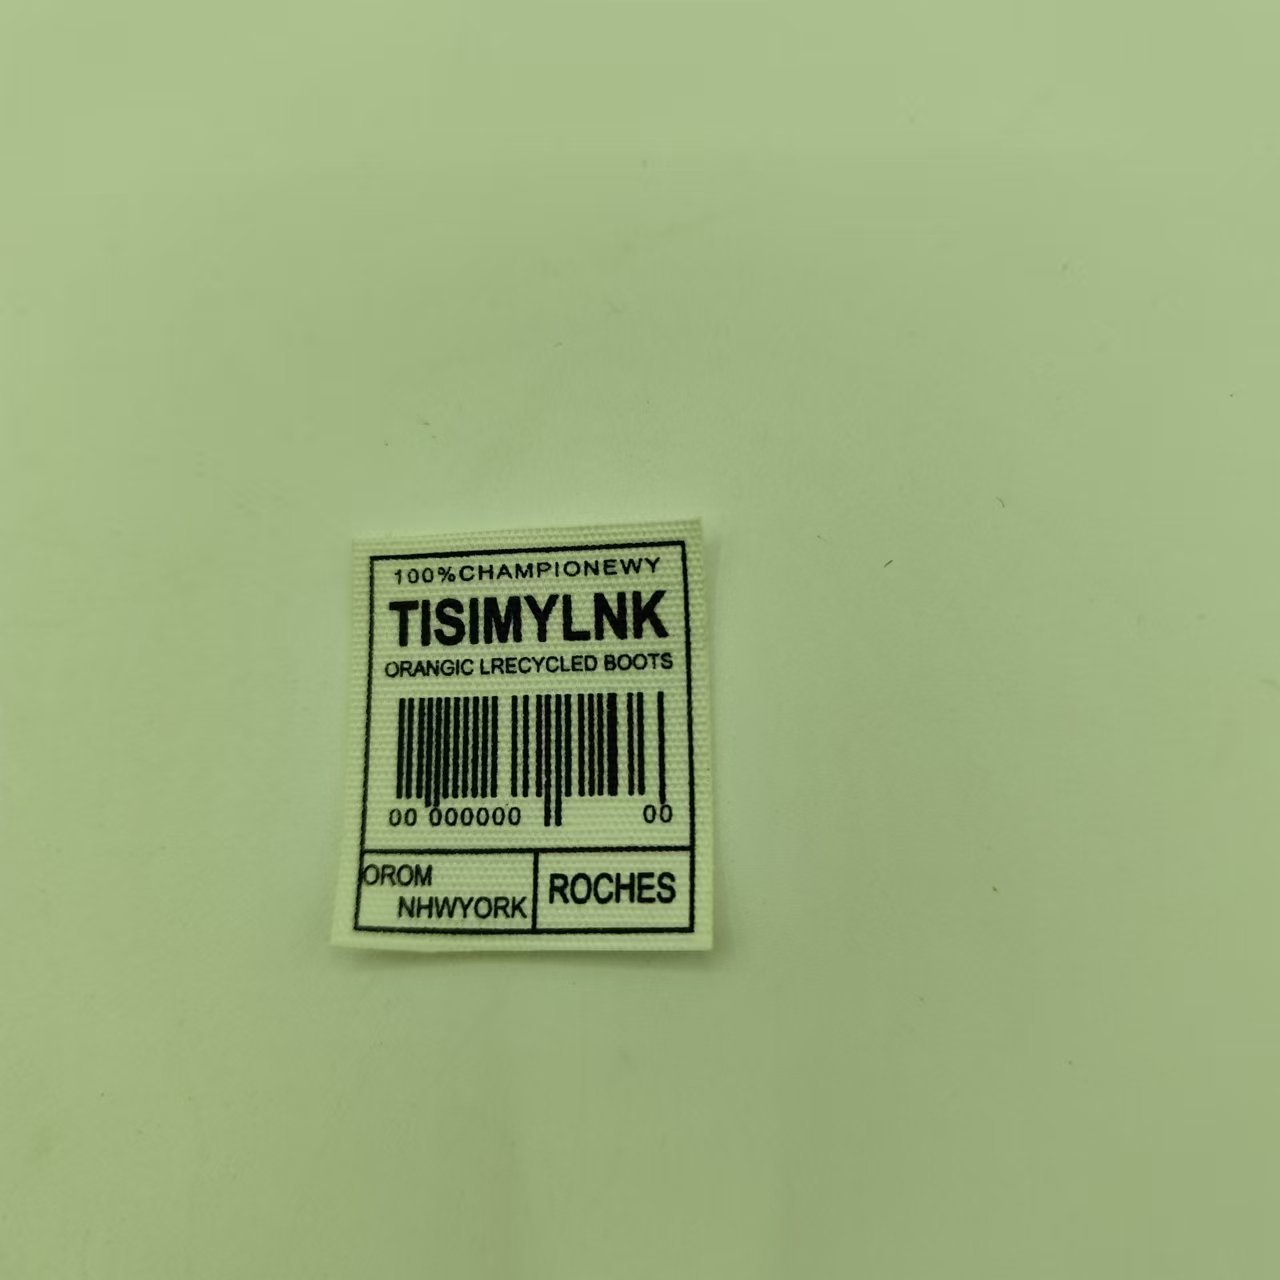 100%CHAMPIONEWY
TISIMYLNK
ORANGIC LRECYCLED BOOTS
00 000000 00
OROM
NHWYORK
ROCHES